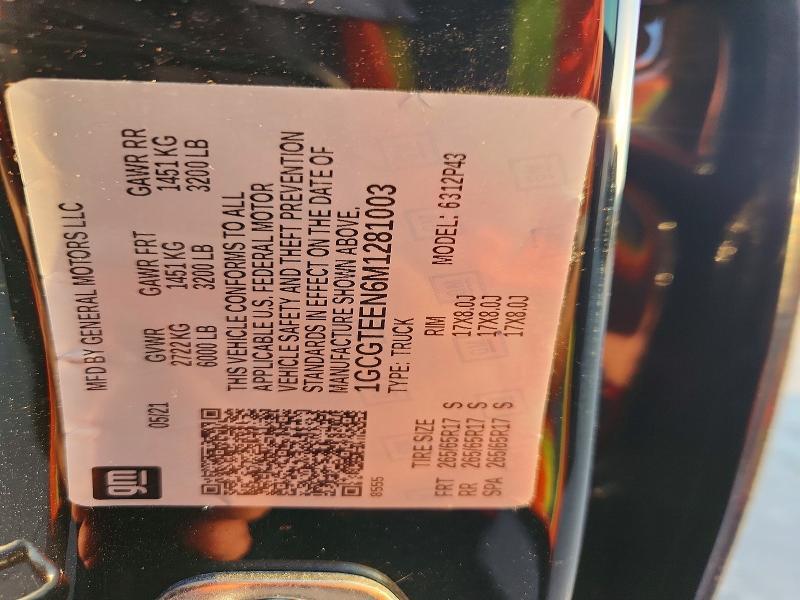 gm
MFD BY GENERAL MOTORS LLC
05/21
GVWR GAWR FRT GAWR RR
2722 KG 1451 KG 1451 KG
6000 LB 3200 LB 3200 LB
THIS VEHICLE CONFORMS TO ALL
APPLICABLE U.S. FEDERAL MOTOR
VEHICLE SAFETY AND THEFT PREVENTION
STANDARDS IN EFFECT ON THE DATE OF
MANUFACTURE SHOWN ABOVE.
1GCGTEEN6M1281003
8555
TYPE: TRUCK MODEL: 6312P43
TIRE SIZE RIM
FRT 265/65R17 S 17X8.0J
RR 265/65R17 S 17X8.0J
SPA 265/65R17 S 17X8.0J